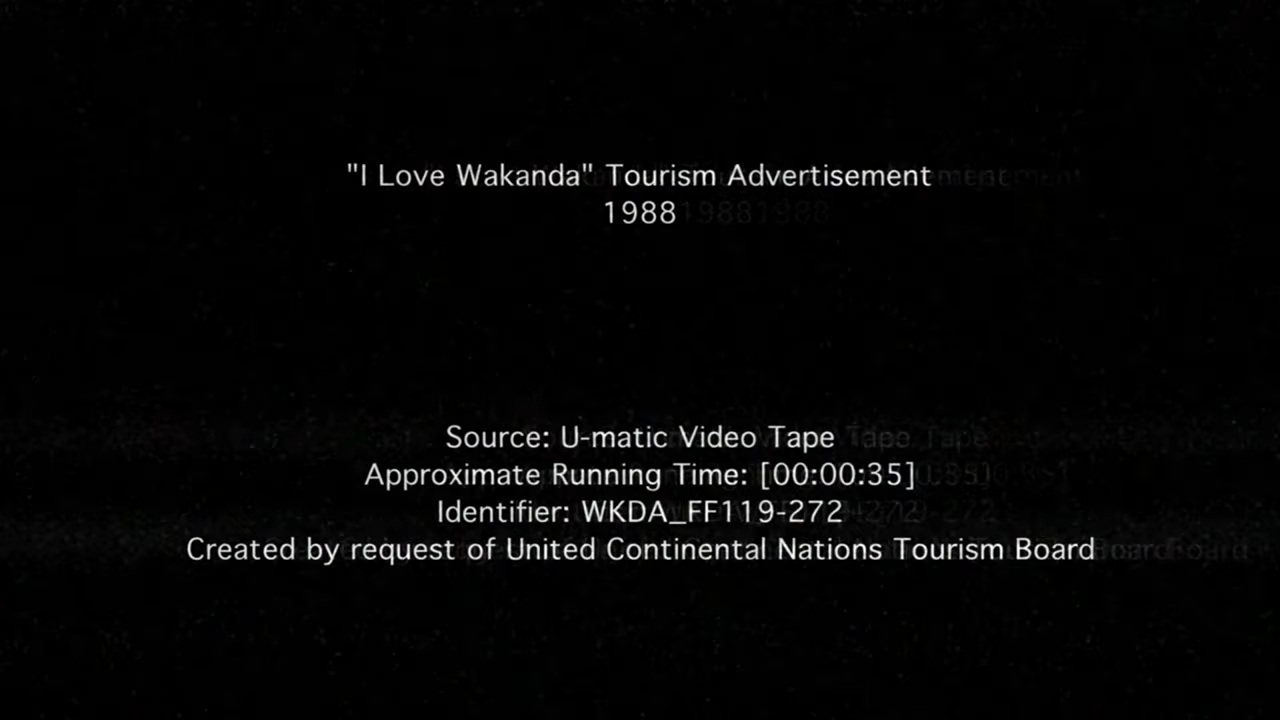 "I Love Wakanda" Tourism Advertisement
1988
Source: U-matic Video Tape
Approximate Running Time: [00:00:35]
Identifier: WKDA_FF119-272
Created by request of United Continental Nations Tourism Board